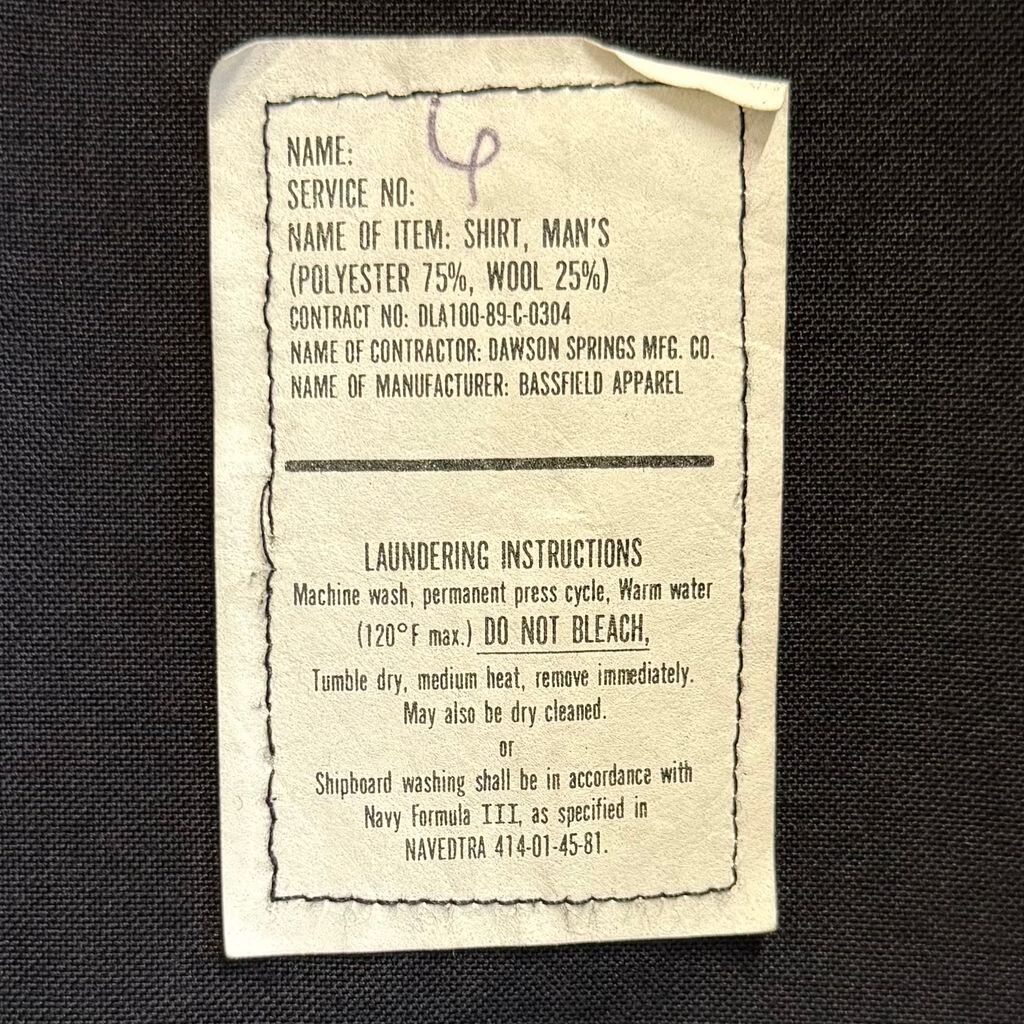 6
NAME:
SERVICE NO:
NAME OF ITEM: SHIRT, MAN'S
(POLYESTER 75%, WOOL 25%)
CONTRACT NO: DLA100-89-C-0304
NAME OF CONTRACTOR: DAWSON SPRINGS MFG. CO.
NAME OF MANUFACTURER: BASSFIELD APPAREL
LAUNDERING INSTRUCTIONS
Machine wash, permanent press cycle, Warm water
(120°F max.) DO NOT BLEACH,
Tumble dry, medium heat, remove immediately.
May also be dry cleaned.
or
Shipboard washing shall be in accordance with
Navy Formula III, as specified in
NAVEDTRA 414-01-45-81.